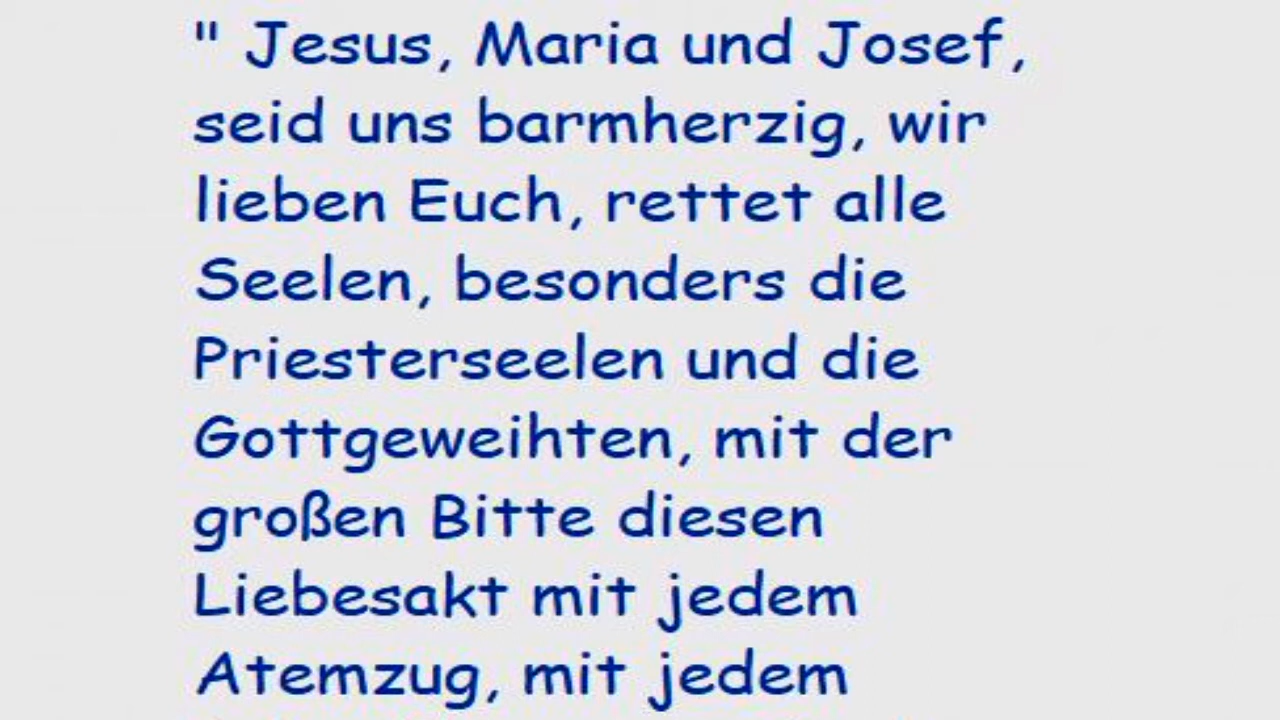 " Jesus, Maria und Josef,
seid uns barmherzig, wir
lieben Euch, rettet alle
Seelen, besonders die
Priesterseelen und die
Gottgeweihten, mit der
großen Bitte diesen
Liebesakt mit jedem
Atemzug, mit jedem